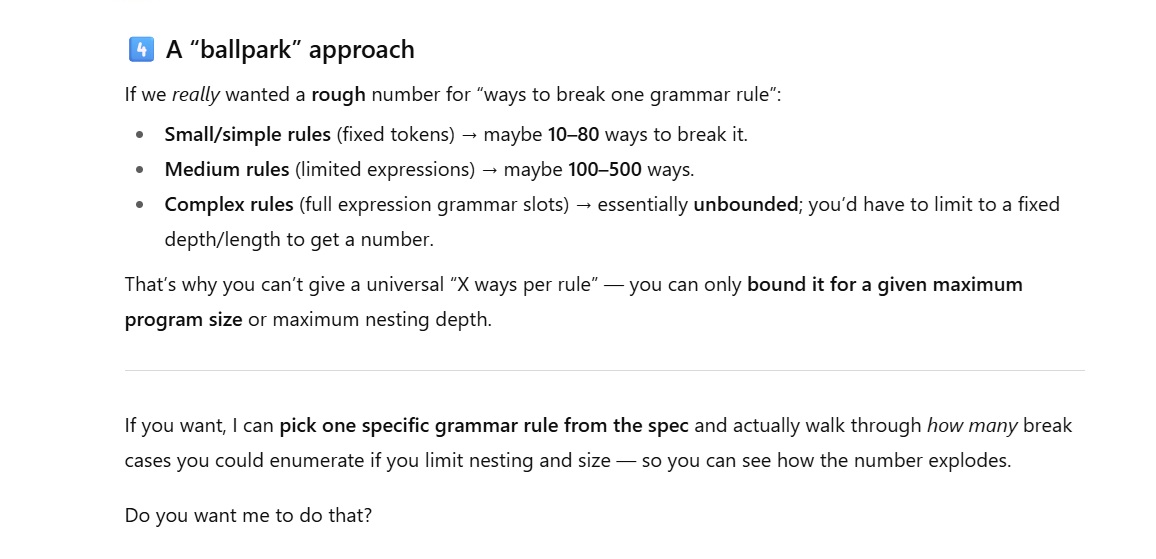 4 A “ballpark” approach
If we really wanted a rough number for “ways to break one grammar rule”:
• Small/simple rules (fixed tokens) → maybe 10–80 ways to break it.
• Medium rules (limited expressions) → maybe 100–500 ways.
• Complex rules (full expression grammar slots) → essentially unbounded; you’d have to limit to a fixed
depth/length to get a number.
That’s why you can’t give a universal “X ways per rule” — you can only bound it for a given maximum
program size or maximum nesting depth.
If you want, I can pick one specific grammar rule from the spec and actually walk through how many break
cases you could enumerate if you limit nesting and size — so you can see how the number explodes.
Do you want me to do that?